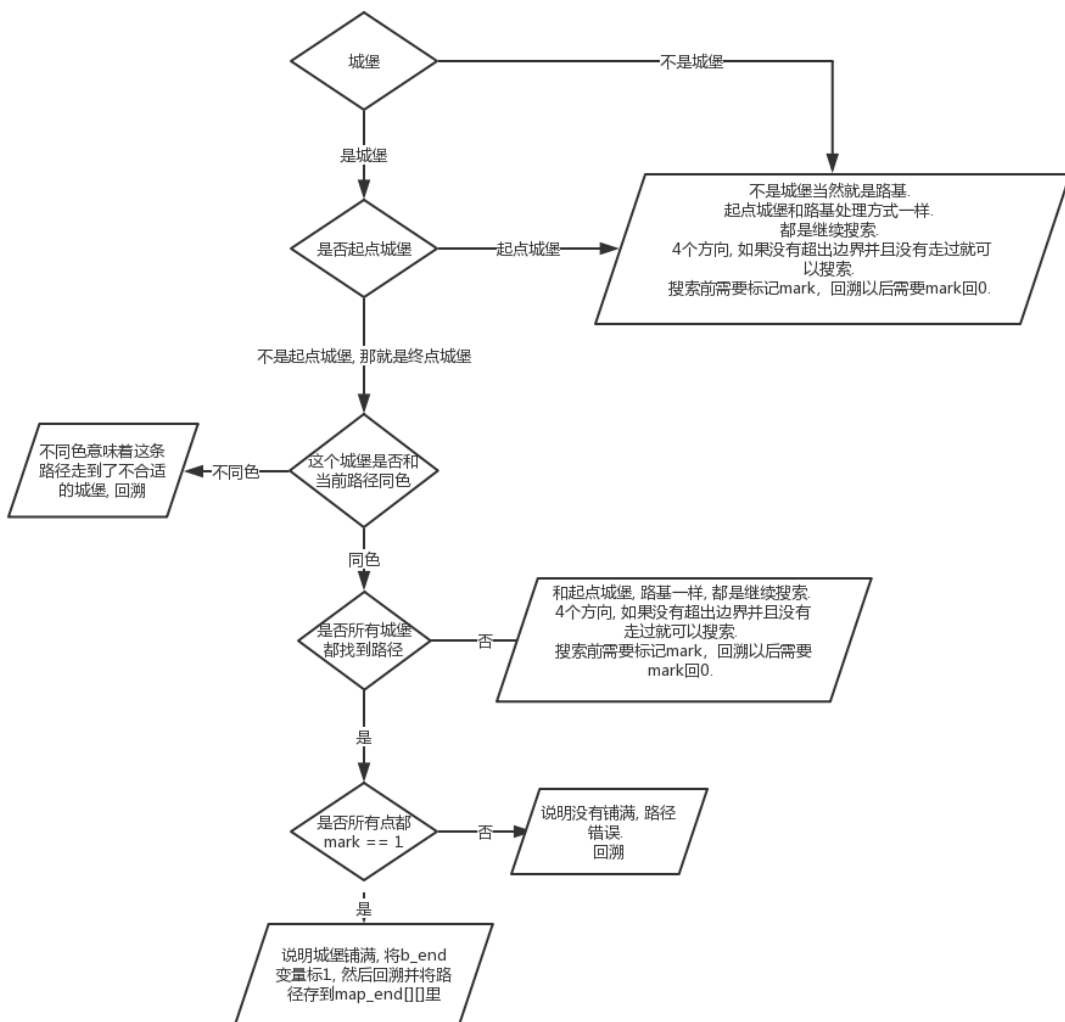 城堡
不是城堡
是城堡
不是城堡当然就是路基.
起点城堡和路基处理方式一样.
都是继续搜索.
4个方向, 如果没有超出边界并且没有走过就可
以搜索.
搜索前需要标记mark，回溯以后需要mark回0.
是否起点城堡
起点城堡
不是起点城堡, 那就是终点城堡
不同色意味着这条
路径走到了不合适
的城堡, 回溯
不同色
这个城堡是否和
当前路径同色
同色
和起点城堡, 路基一样, 都是继续搜索.
4个方向, 如果没有超出边界并且没有
走过就可以搜索.
搜索前需要标记mark，回溯以后需要
mark回0.
是否所有城堡
都找到路径
否
是
说明没有铺满, 路径
错误.
回溯
是否所有点都
mark == 1
否
是
说明城堡铺满, 将b_end
变量标1, 然后回溯并将路
径存到map_end[][]里